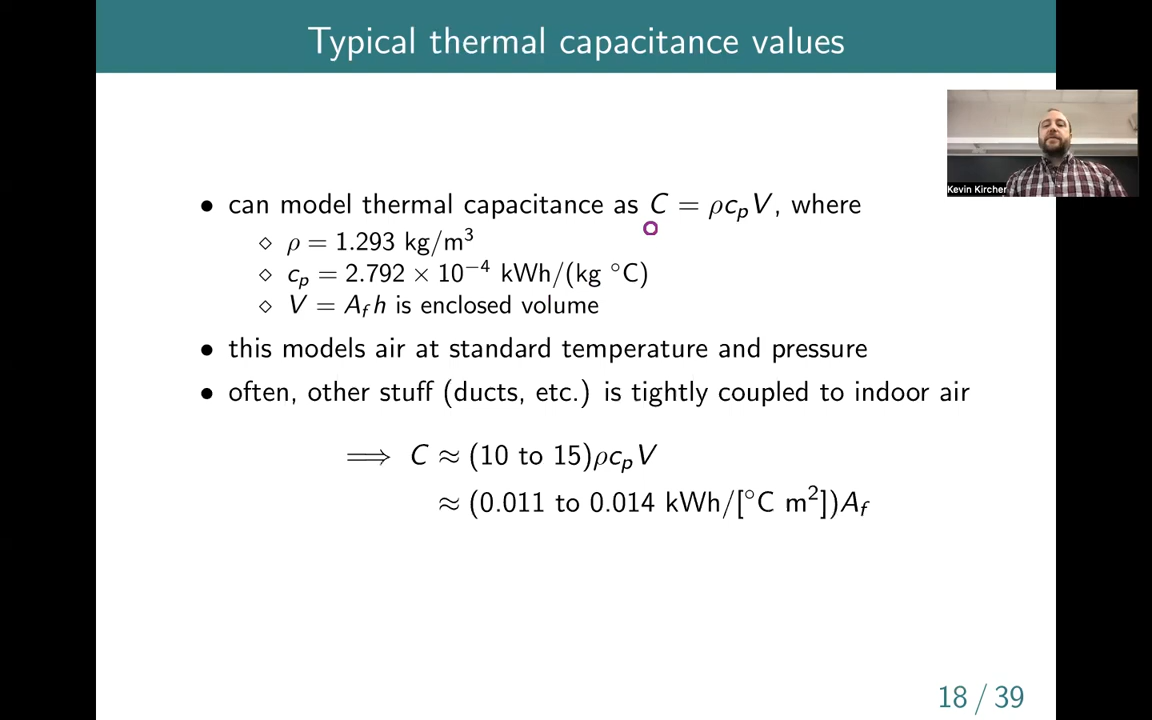 Typical thermal capacitance values
Kevin Kircher
• can model thermal capacitance as C = ρcₚV, where
⋄ ρ = 1.293 kg/m³
⋄ cₚ = 2.792 × 10⁻⁴ kWh/(kg °C)
⋄ V = A_f h is enclosed volume
• this models air at standard temperature and pressure
• often, other stuff (ducts, etc.) is tightly coupled to indoor air
⟹ C ≈ (10 to 15)ρcₚV
≈ (0.011 to 0.014 kWh/[°C m²])A_f
18 / 39